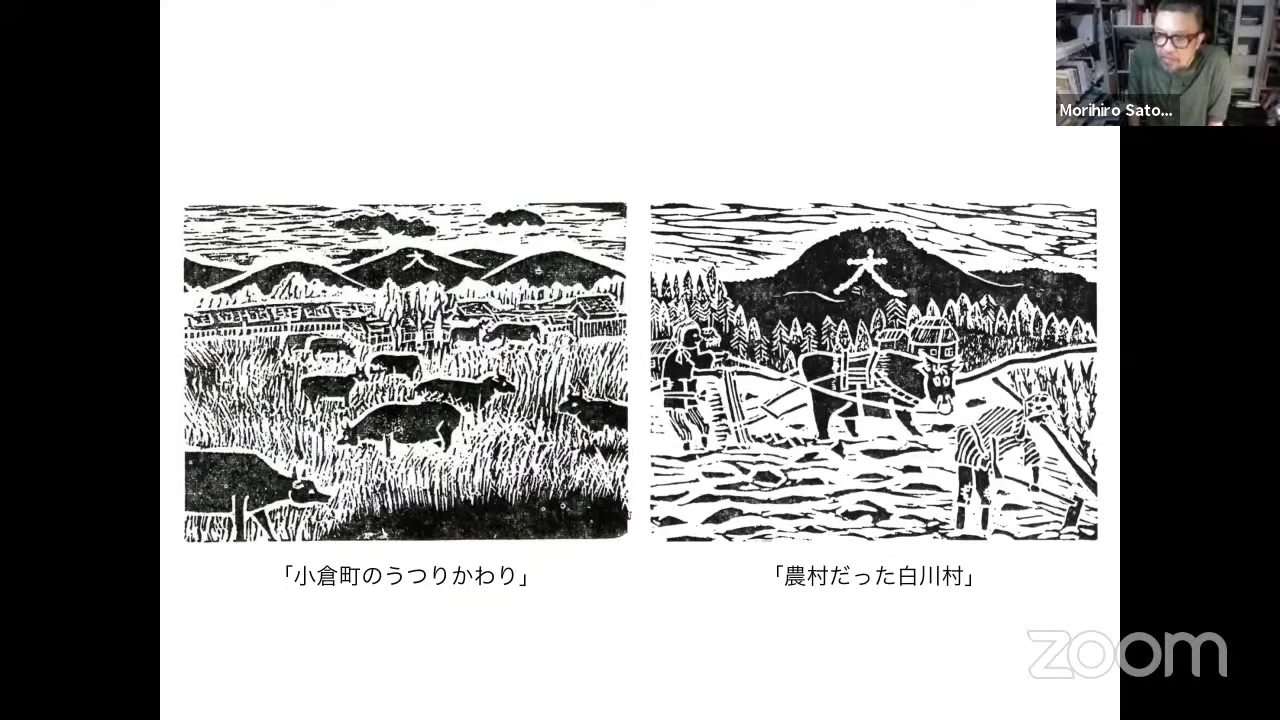 Morihiro Sato...
大
大
「小倉町のうつりかわり」
「農村だった白川村」
zoom